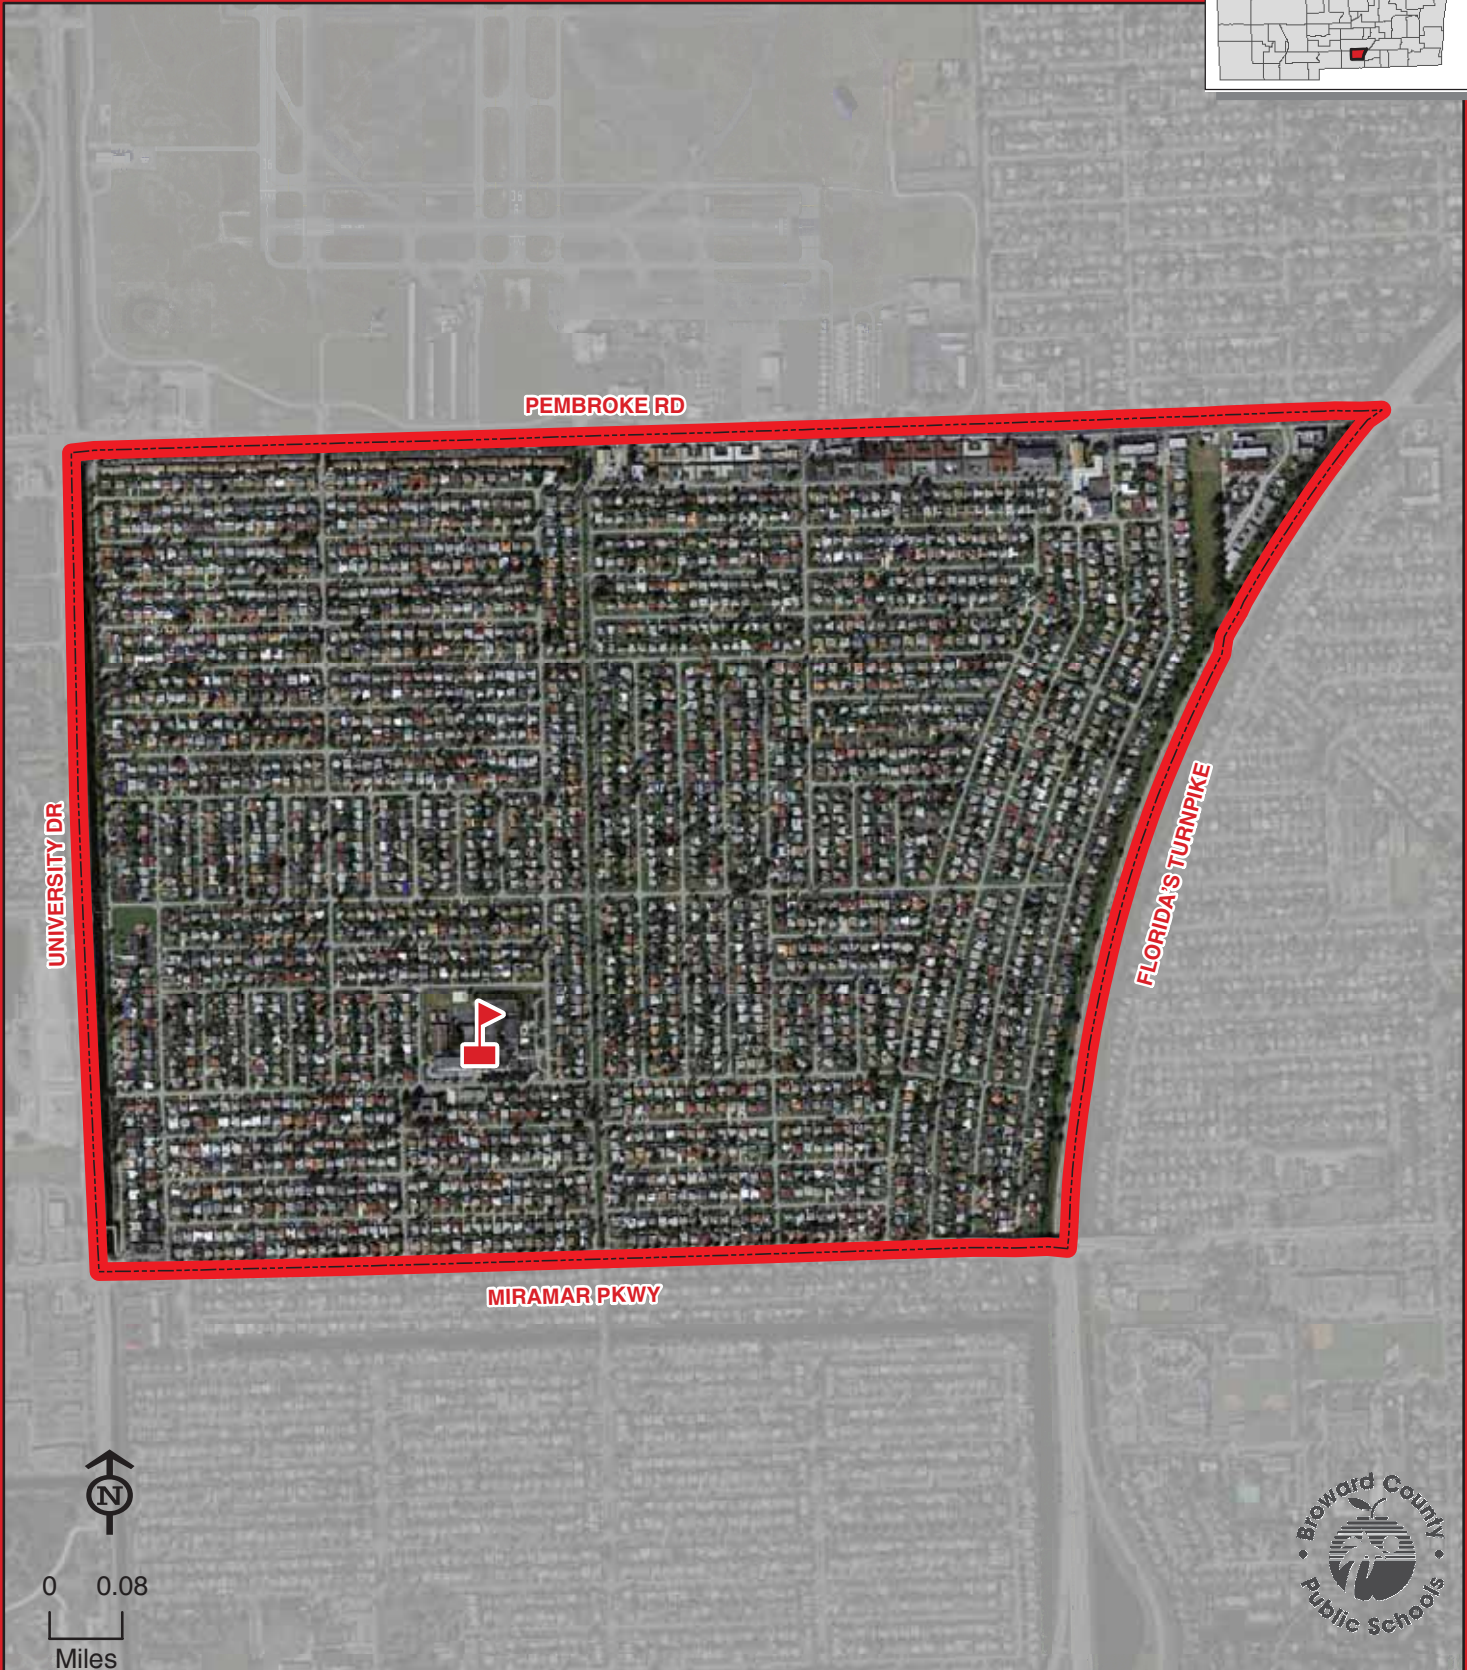 PEMBROKE RD
UNIVERSITY DR
FLORIDA'S TURNPIKE
MIRAMAR PKWY
N
0 0.08
Miles
Broward County
Public Schools